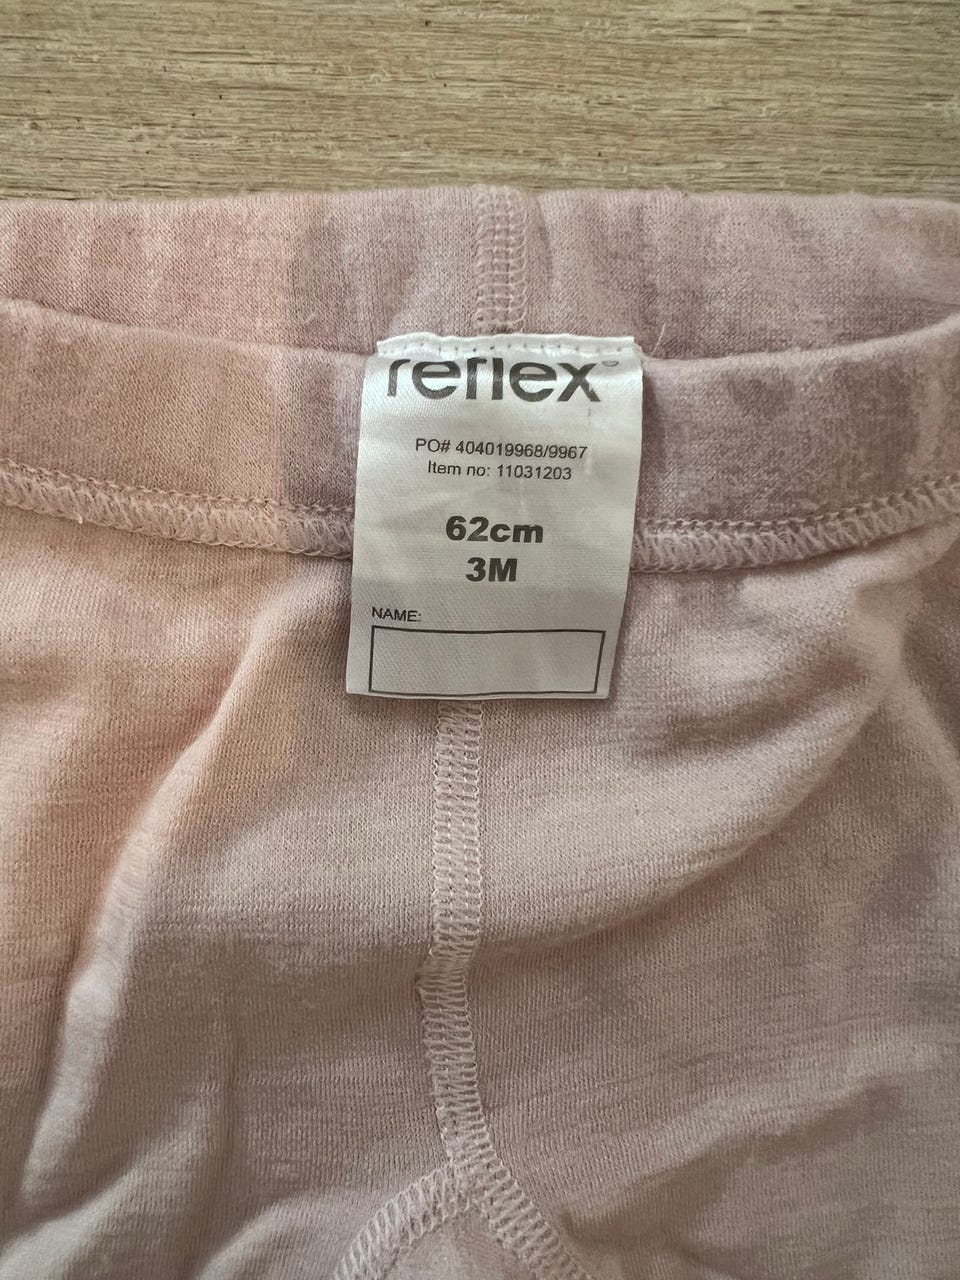 reflex®
PO# 404019968/9967
Item no: 11031203
62cm
3M
NAME: